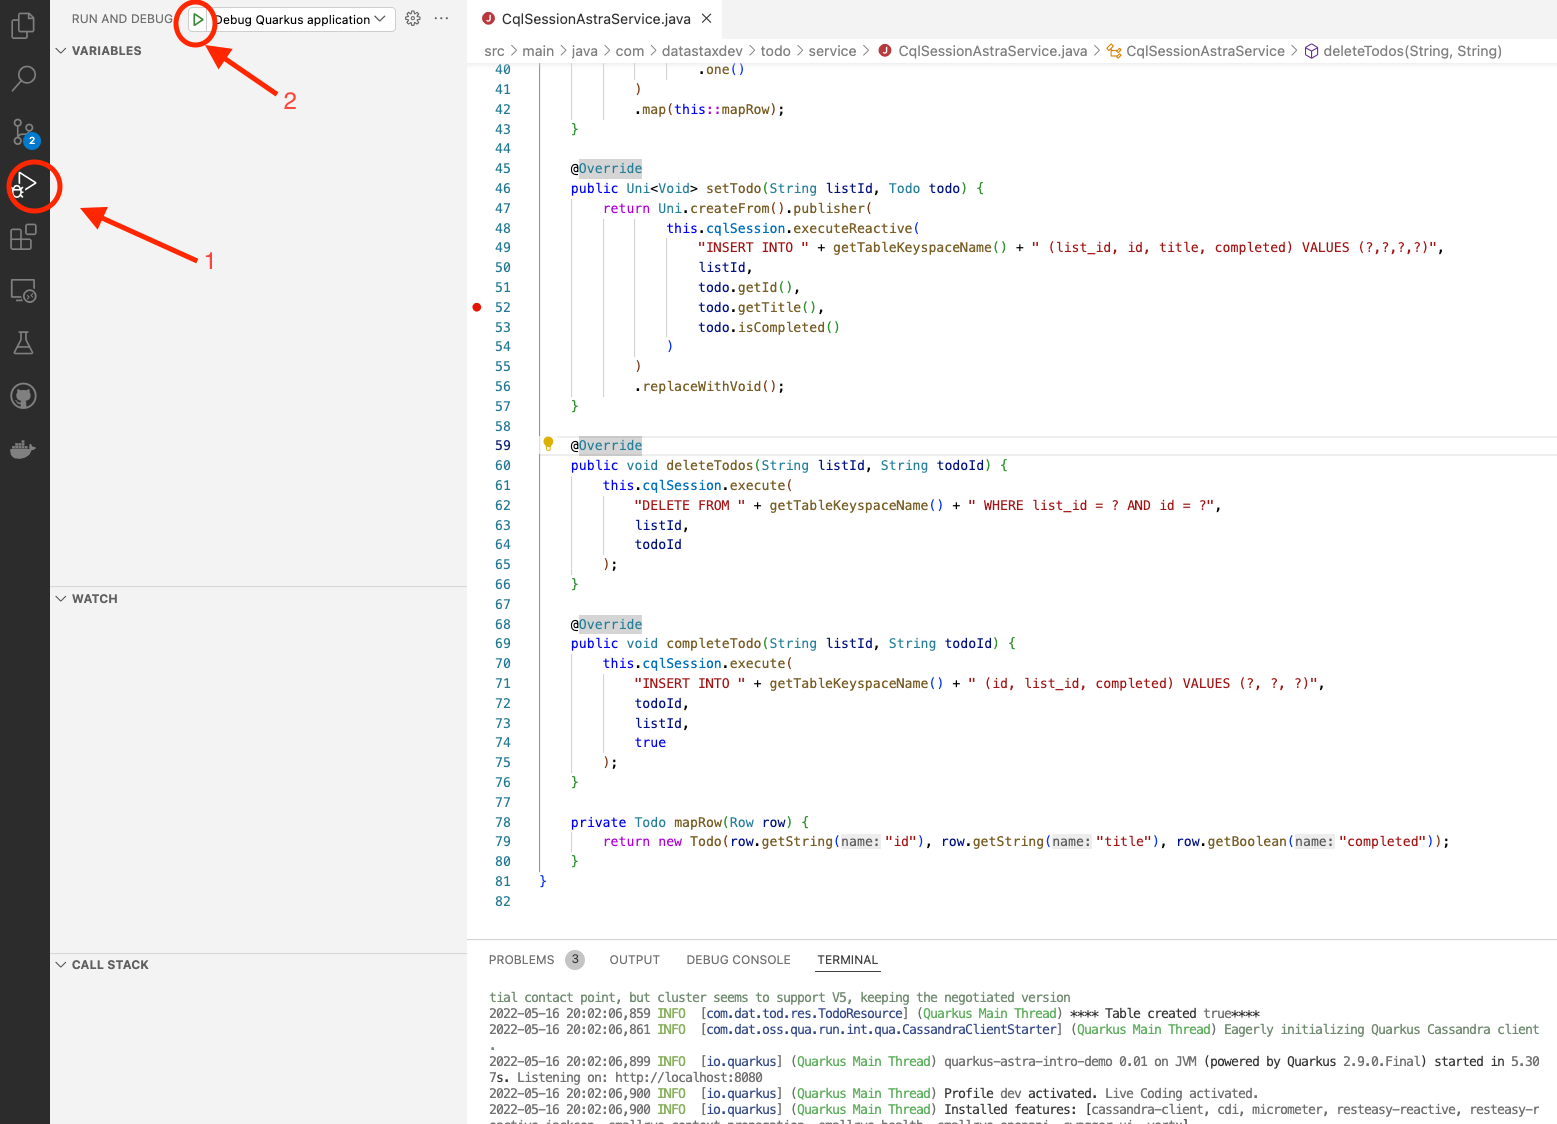 RUN AND DEBUG
Debug Quarkus application
VARIABLES
2
2
1
WATCH
CALL STACK
CqlSessionAstraService.java
src > main > java > com > datastaxdev > todo > service > CqlSessionAstraService.java > CqlSessionAstraService > deleteTodos(String, String)
40 .one()
41 )
42 .map(this::mapRow);
43 }
44
45 @Override
46 public Uni<Void> setTodo(String listId, Todo todo) {
47 return Uni.createFrom().publisher(
48 this.cqlSession.executeReactive(
49 "INSERT INTO " + getTableKeyspaceName() + " (list_id, id, title, completed) VALUES (?,?,?,?)",
50 listId,
51 todo.getId(),
52 todo.getTitle(),
53 todo.isCompleted()
54 )
55 )
56 .replaceWithVoid();
57 }
58
59 @Override
60 public void deleteTodos(String listId, String todoId) {
61 this.cqlSession.execute(
62 "DELETE FROM " + getTableKeyspaceName() + " WHERE list_id = ? AND id = ?",
63 listId,
64 todoId
65 );
66 }
67
68 @Override
69 public void completeTodo(String listId, String todoId) {
70 this.cqlSession.execute(
71 "INSERT INTO " + getTableKeyspaceName() + " (id, list_id, completed) VALUES (?, ?, ?)",
72 todoId,
73 listId,
74 true
75 );
76 }
77
78 private Todo mapRow(Row row) {
79 return new Todo(row.getString(name: "id"), row.getString(name: "title"), row.getBoolean(name: "completed"));
80 }
81 }
82
PROBLEMS 3 OUTPUT DEBUG CONSOLE TERMINAL
tial contact point, but cluster seems to support V5, keeping the negotiated version
2022-05-16 20:02:06,859 INFO [com.dat.tod.res.TodoResource] (Quarkus Main Thread) **** Table created true****
2022-05-16 20:02:06,861 INFO [com.dat.oss.qua.run.int.qua.CassandraClientStarter] (Quarkus Main Thread) Eagerly initializing Quarkus Cassandra client
.
2022-05-16 20:02:06,899 INFO [io.quarkus] (Quarkus Main Thread) quarkus-astra-intro-demo 0.01 on JVM (powered by Quarkus 2.9.0.Final) started in 5.30
7s. Listening on: http://localhost:8080
2022-05-16 20:02:06,900 INFO [io.quarkus] (Quarkus Main Thread) Profile dev activated. Live Coding activated.
2022-05-16 20:02:06,900 INFO [io.quarkus] (Quarkus Main Thread) Installed features: [cassandra-client, cdi, micrometer, resteasy-reactive, resteasy-r